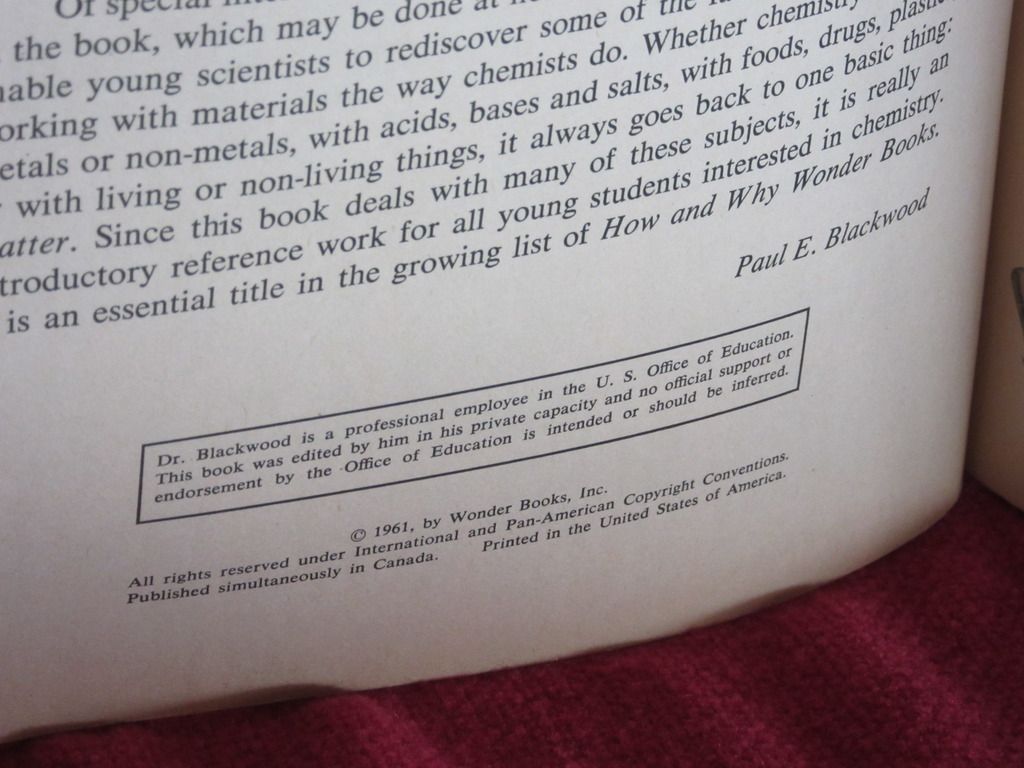 Of special
the book, which may be done at
able young scientists to rediscover some of the
orking with materials the way chemists do. Whether chemistry
etals or non-metals, with acids, bases and salts, with foods, drugs, plastic
with living or non-living things, it always goes back to one basic thing:
atter. Since this book deals with many of these subjects, it is really an
troductory reference work for all young students interested in chemistry.
is an essential title in the growing list of How and Why Wonder Books.
Paul E. Blackwood
Dr. Blackwood is a professional employee in the U. S. Office of Education.
This book was edited by him in his private capacity and no official support or
endorsement by the Office of Education is intended or should be inferred.
© 1961, by Wonder Books, Inc.
All rights reserved under International and Pan-American Copyright Conventions.
Published simultaneously in Canada. Printed in the United States of America.